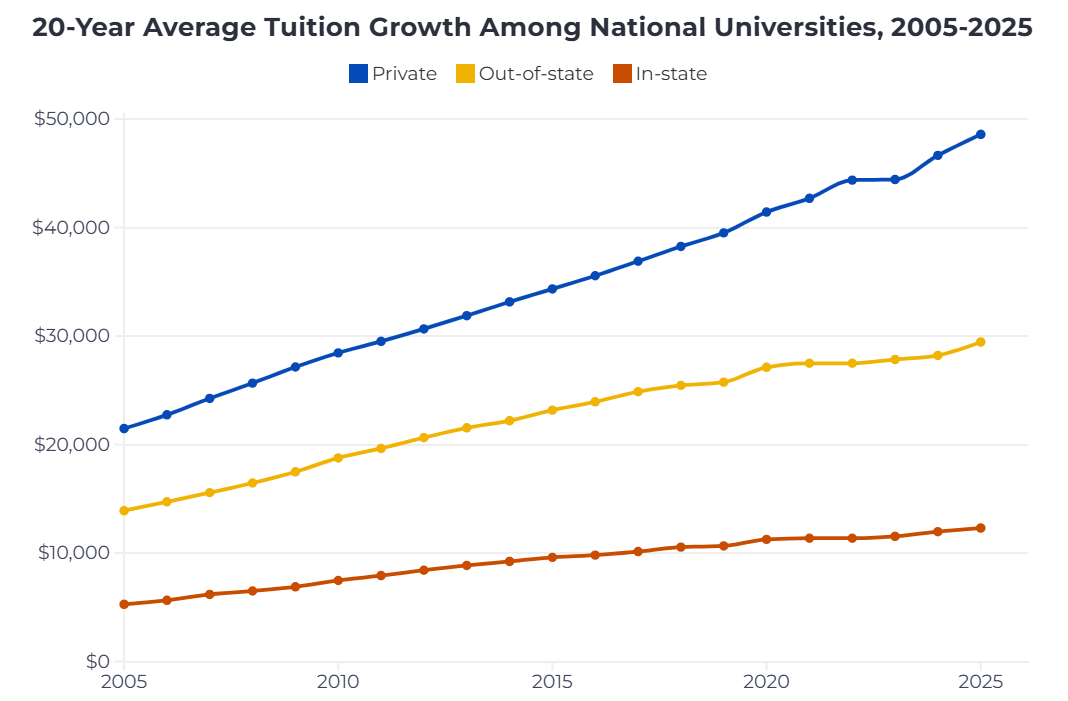 20-Year Average Tuition Growth Among National Universities, 2005-2025
Private Out-of-state In-state
$50,000
$40,000
$30,000
$20,000
$10,000
$0
2005 2010 2015 2020 2025